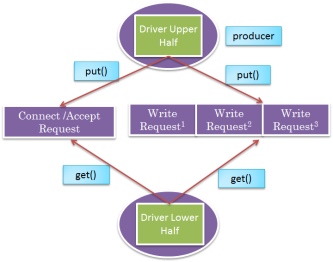 Driver Upper
Half
producer
put()
put()
Connect /Accept
Request
Write
Request¹
Write
Request²
Write
Request³
get()
get()
Driver Lower
Half